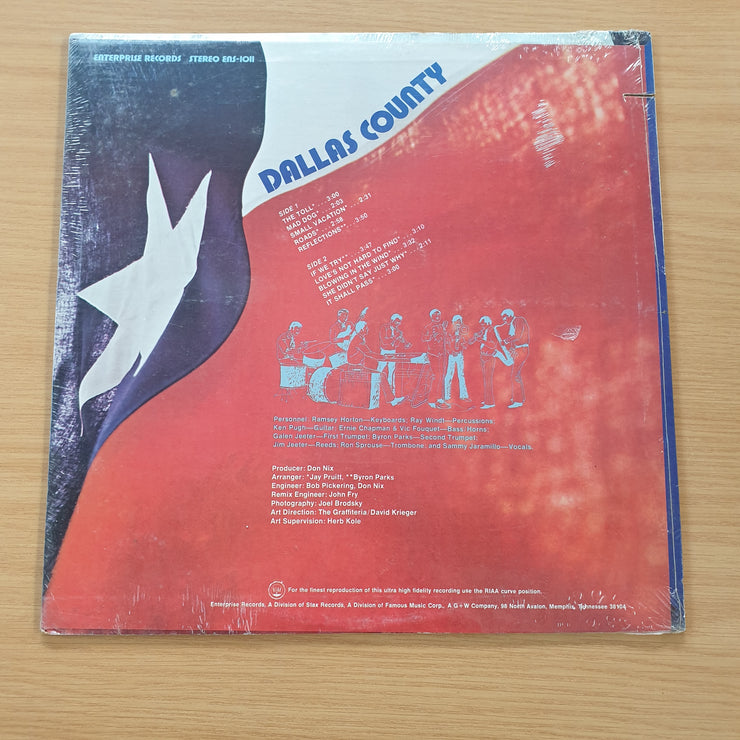 ENTERPRISE RECORDS STEREO ENS-1011
DALLAS COUNTY
SIDE 1
THE TOLL* . . . 3:00
MAD DOG* . . . 2:03
SMALL VACATION* . . . 2:31
ROADS* . . . 2:58
REFLECTIONS** . . . 3:50
SIDE 2
IF WE TRY** . . . 3:47
LOVE'S NOT HARD TO FIND* . . . 3:10
BLOWING IN THE WIND* . . . 3:32
SHE DIDN'T SAY JUST WHY* . . . 2:11
IT SHALL PASS* . . . 3:00
Personnel: Ramsey Horton—Keyboards; Ray Windt—Percussions;
Ken Pugh—Guitar; Ernie Chapman & Vic Fouquet—Bass Horns;
Galen Jeeter—First Trumpet; Byron Parks—Second Trumpet;
Jim Jeeter—Reeds; Ron Sprouse—Trombone; and Sammy Jaramillo—Vocals.
Producer: Don Nix
Arranger: *Jay Pruitt, **Byron Parks
Engineer: Bob Pickering, Don Nix
Remix Engineer: John Fry
Photography: Joel Brodsky
Art Direction: The Graffiteria/David Krieger
Art Supervision: Herb Kole
For the finest reproduction of this ultra high fidelity recording use the RIAA curve position.
Enterprise Records, A Division of Stax Records, A Division of Famous Music Corp., A G+W Company, 98 North Avalon, Memphis, Tennessee 38104